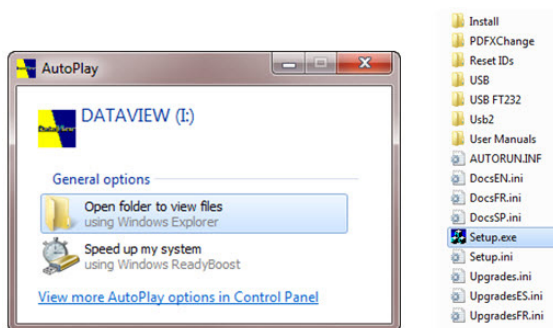 AutoPlay
DATAVIEW (I:)
DataView
General options
Open folder to view files
using Windows Explorer
Speed up my system
using Windows ReadyBoost
View more AutoPlay options in Control Panel
Install
PDFXChange
Reset IDs
USB
USB FT232
Usb2
User Manuals
AUTORUN.INF
DocsEN.ini
DocsFR.ini
DocsSP.ini
Setup.exe
Setup.ini
Upgrades.ini
UpgradesES.ini
UpgradesFR.ini